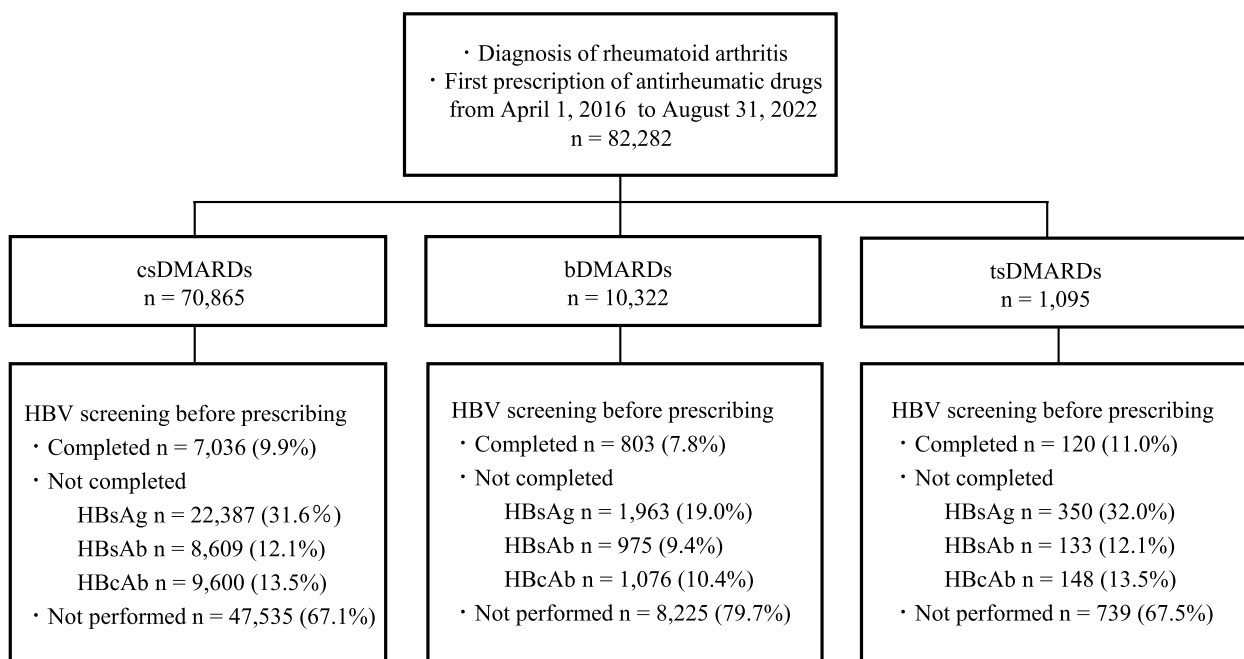 ・Diagnosis of rheumatoid arthritis
・First prescription of antirheumatic drugs
from April 1, 2016 to August 31, 2022
n = 82,282
csDMARDs
n = 70,865
bDMARDs
n = 10,322
tsDMARDs
n = 1,095
HBV screening before prescribing
・Completed n = 7,036 (9.9%)
・Not completed
HBsAg n = 22,387 (31.6％)
HBsAb n = 8,609 (12.1%)
HBcAb n = 9,600 (13.5%)
・Not performed n = 47,535 (67.1%)
HBV screening before prescribing
・Completed n = 803 (7.8%)
・Not completed
HBsAg n = 1,963 (19.0%)
HBsAb n = 975 (9.4%)
HBcAb n = 1,076 (10.4%)
・Not performed n = 8,225 (79.7%)
HBV screening before prescribing
・Completed n = 120 (11.0%)
・Not completed
HBsAg n = 350 (32.0%)
HBsAb n = 133 (12.1%)
HBcAb n = 148 (13.5%)
・Not performed n = 739 (67.5%)